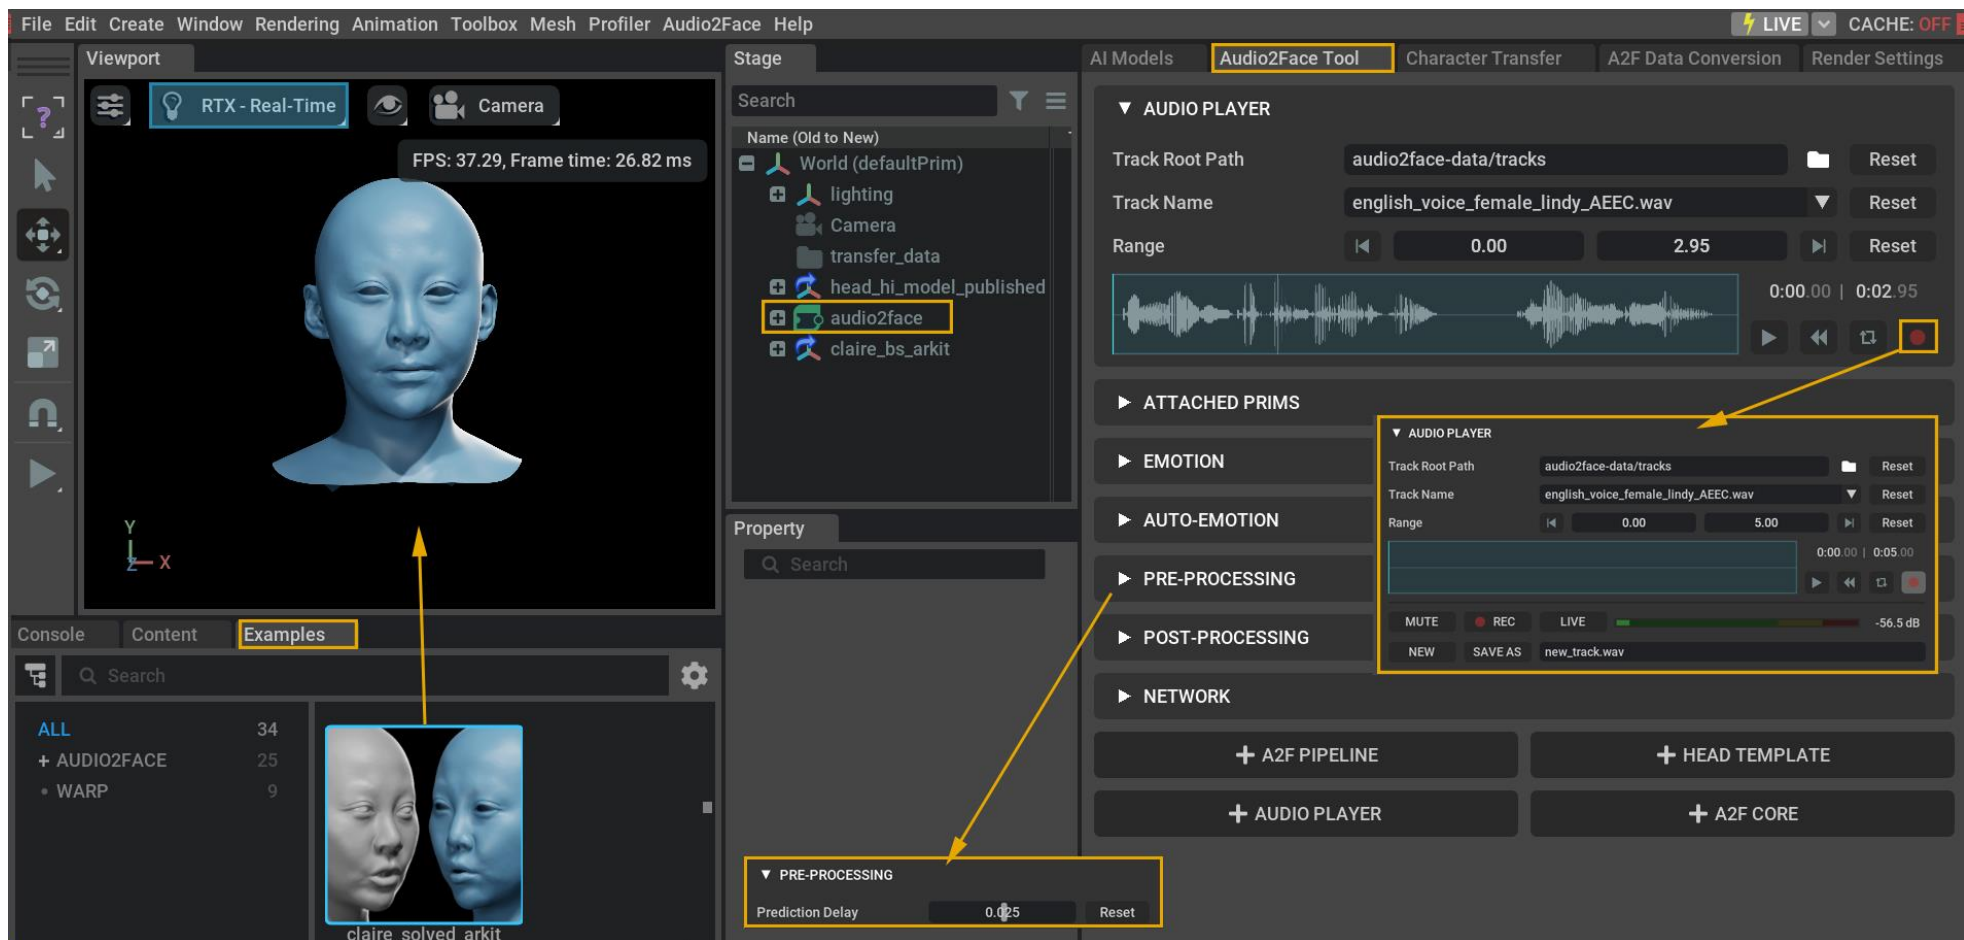 File Edit Create Window Rendering Animation Toolbox Mesh Profiler Audio2Face Help
LIVE
CACHE: OFF
Viewport
RTX - Real-Time
Camera
FPS: 37.29, Frame time: 26.82 ms
Y
Z X
Console
Content
Examples
Search
ALL 34
+ AUDIO2FACE 25
• WARP 9
claire_solved_arkit
Stage
Search
Name (Old to New)
World (defaultPrim)
lighting
Camera
transfer_data
head_hi_model_published
audio2face
claire_bs_arkit
Property
Search
PRE-PROCESSING
Prediction Delay 0.025 Reset
AI Models
Audio2Face Tool
Character Transfer
A2F Data Conversion
Render Settings
AUDIO PLAYER
Track Root Path audio2face-data/tracks Reset
Track Name english_voice_female_lindy_AEEC.wav Reset
Range 0.00 2.95 Reset
0:00.00 | 0:02.95
ATTACHED PRIMS
EMOTION
AUTO-EMOTION
PRE-PROCESSING
POST-PROCESSING
NETWORK
AUDIO PLAYER
Track Root Path audio2face-data/tracks Reset
Track Name english_voice_female_lindy_AEEC.wav Reset
Range 0.00 5.00 Reset
0:00.00 | 0:05.00
MUTE REC LIVE -56.5 dB
NEW SAVE AS new_track.wav
+ A2F PIPELINE
+ HEAD TEMPLATE
+ AUDIO PLAYER
+ A2F CORE